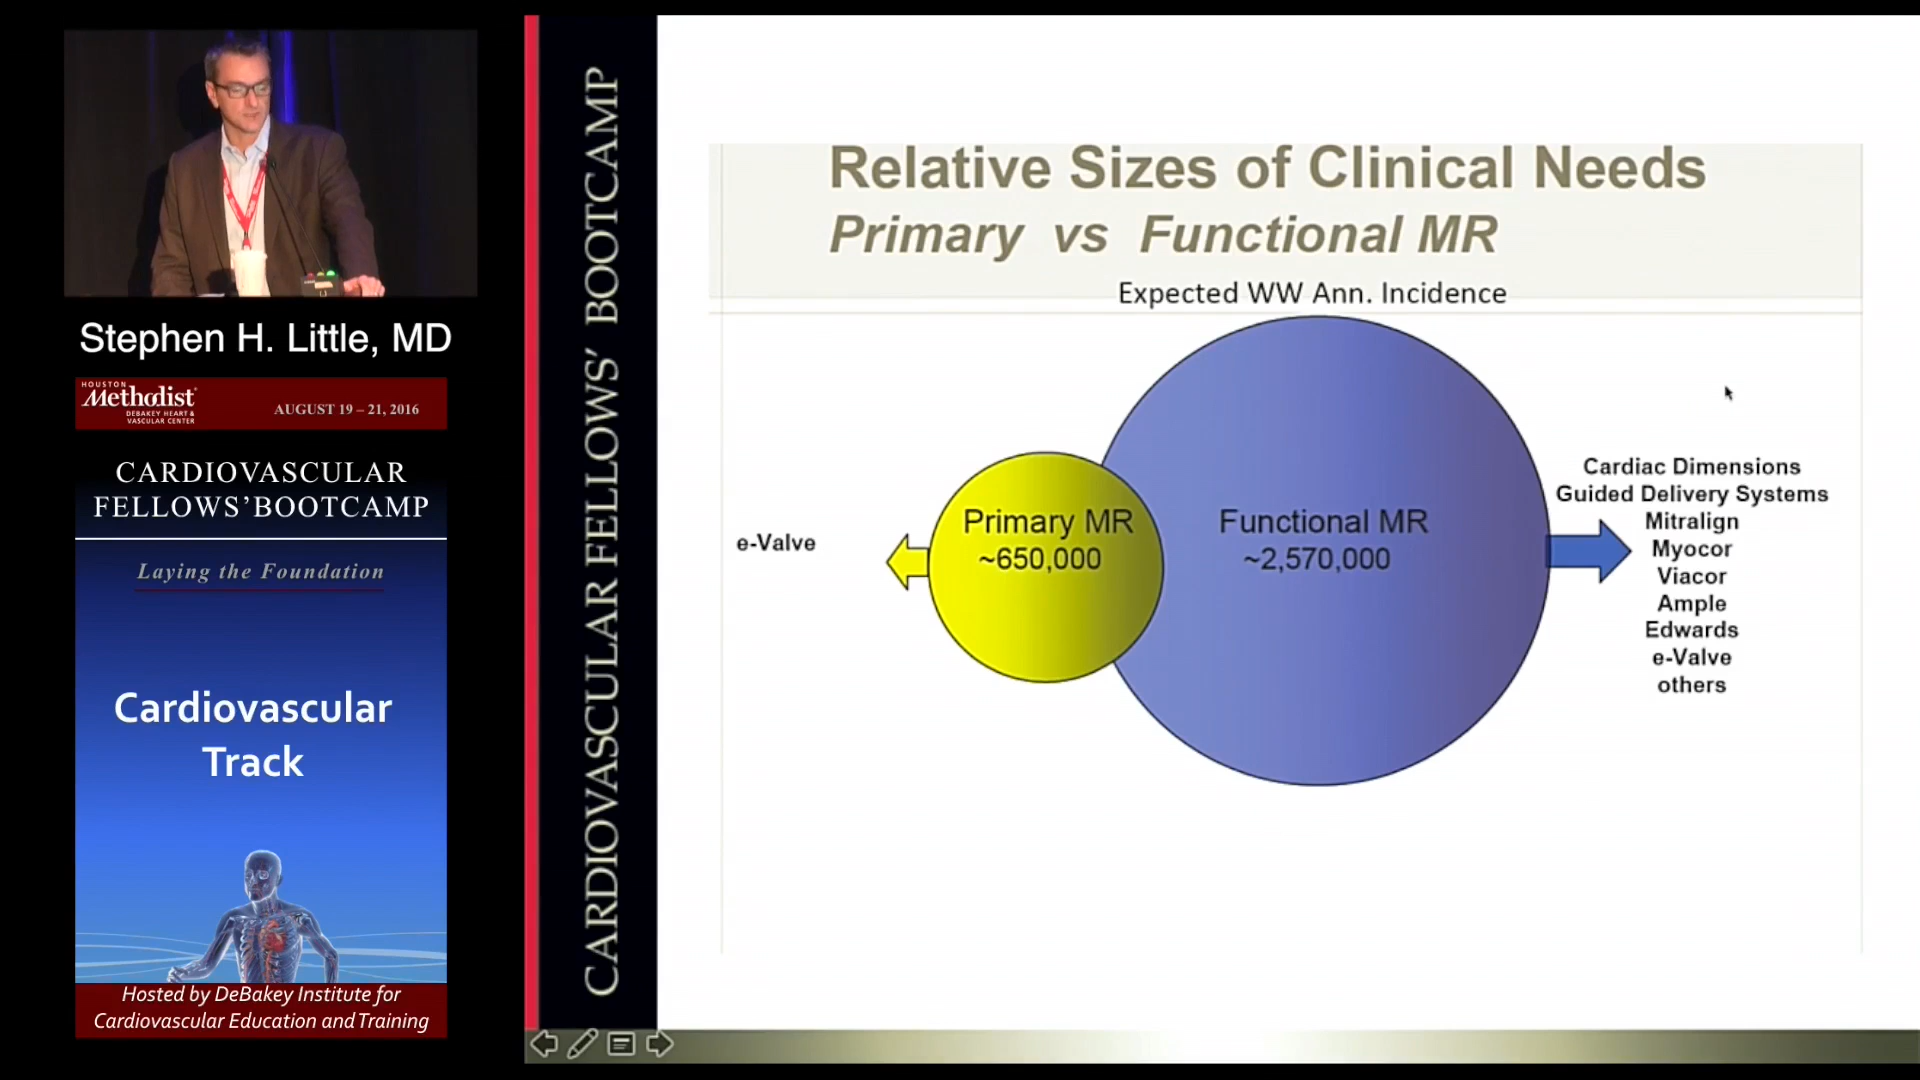 Stephen H. Little, MD
HOUSTON
Methodist
DEBAKEY HEART &
VASCULAR CENTER
AUGUST 19 – 21, 2016
CARDIOVASCULAR
FELLOWS'BOOTCAMP
Laying the Foundation
Cardiovascular
Track
Hosted by DeBakey Institute for
Cardiovascular Education and Training
CARDIOVASCULAR FELLOWS' BOOTCAMP
Relative Sizes of Clinical Needs
Primary vs Functional MR
Expected WW Ann. Incidence
e-Valve
Primary MR
~650,000
Functional MR
~2,570,000
Cardiac Dimensions
Guided Delivery Systems
Mitralign
Myocor
Viacor
Ample
Edwards
e-Valve
others